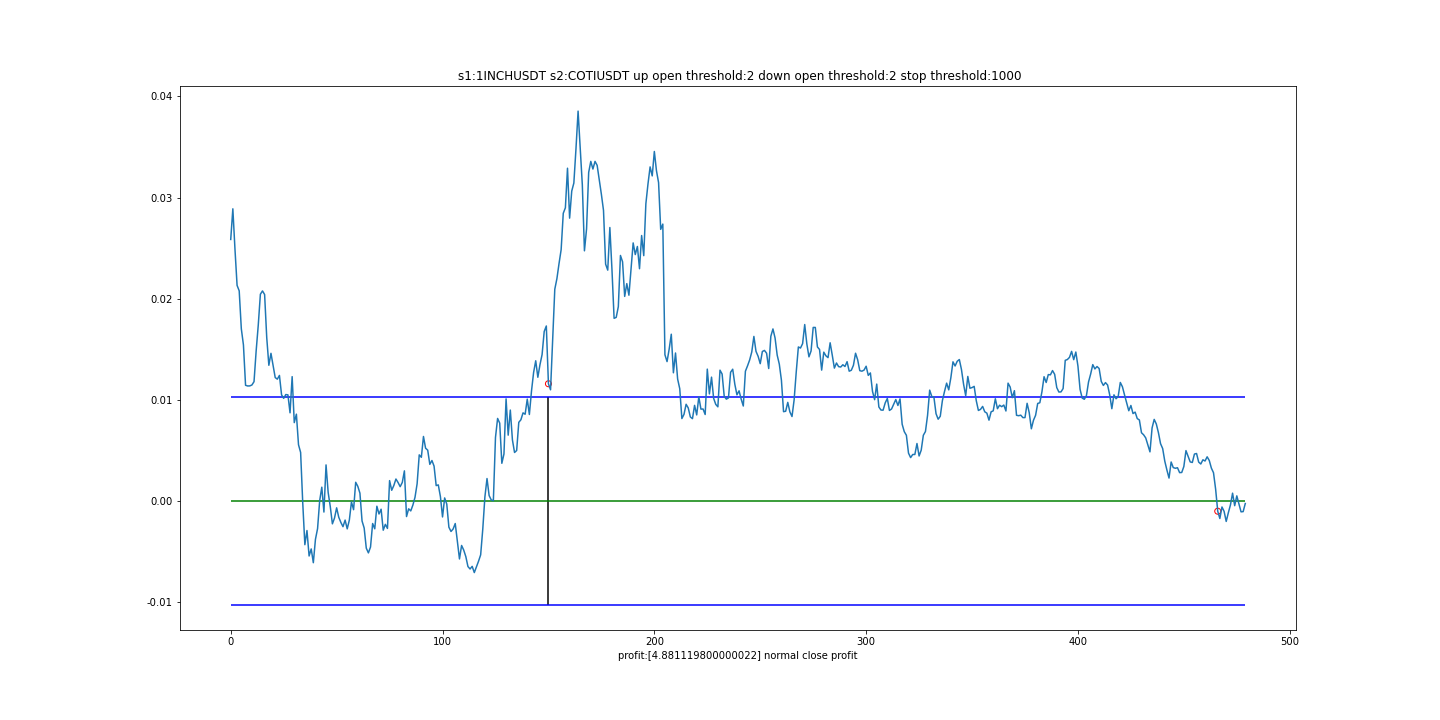 s1:1INCHUSDT s2:COTIUSDT up open threshold:2 down open threshold:2 stop threshold:1000
0.04
0.03
0.02
0.01
0.00
-0.01
0 100 200 300 400 500
profit:[4.881119800000022] normal close profit